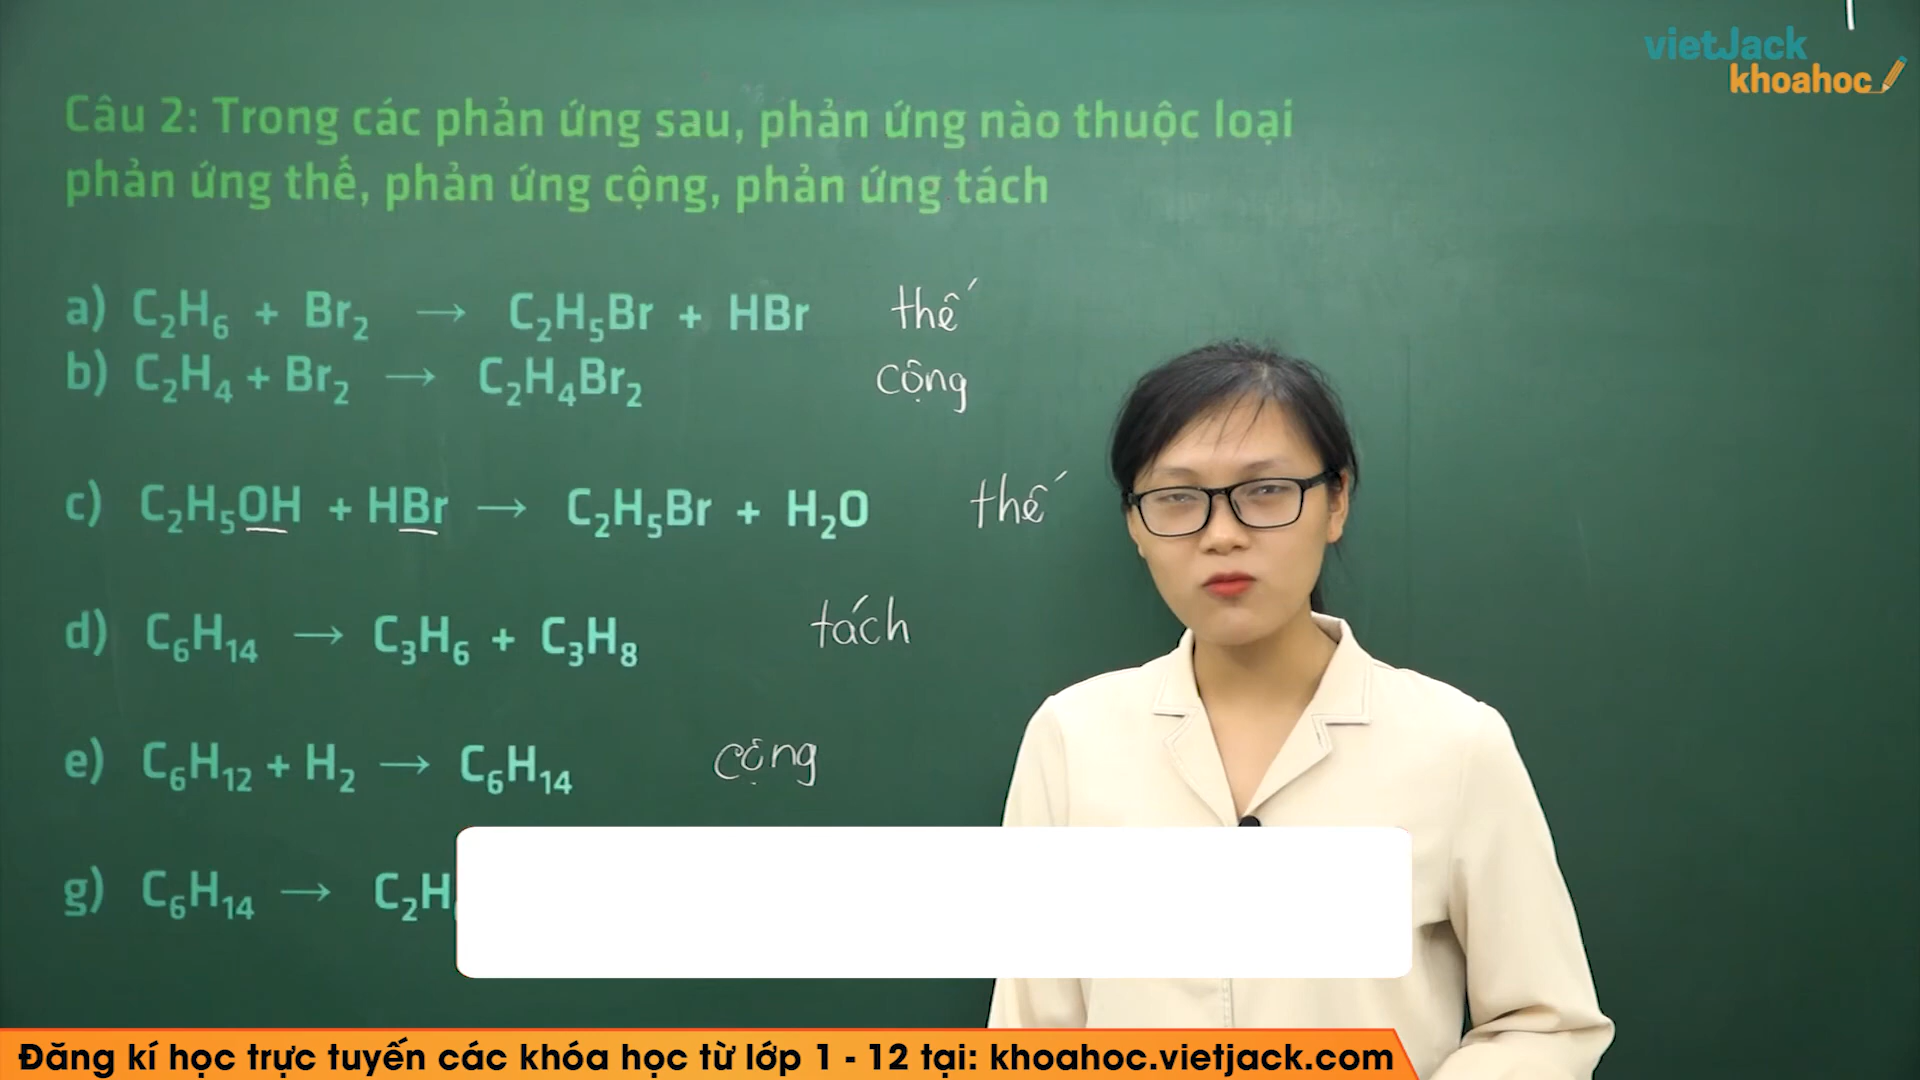 vietJack
khoahoc
Câu 2: Trong các phản ứng sau, phản ứng nào thuộc loại
phản ứng thế, phản ứng cộng, phản ứng tách
a) C₂H₆ + Br₂ → C₂H₅Br + HBr thế
b) C₂H₄ + Br₂ → C₂H₄Br₂ cộng
c) C₂H₅OH + HBr → C₂H₅Br + H₂O thế
d) C₆H₁₄ → C₃H₆ + C₃H₈ tách
e) C₆H₁₂ + H₂ → C₆H₁₄ cộng
g) C₆H₁₄ → C₂H
Đăng kí học trực tuyến các khóa học từ lớp 1 - 12 tại: khoahoc.vietjack.com